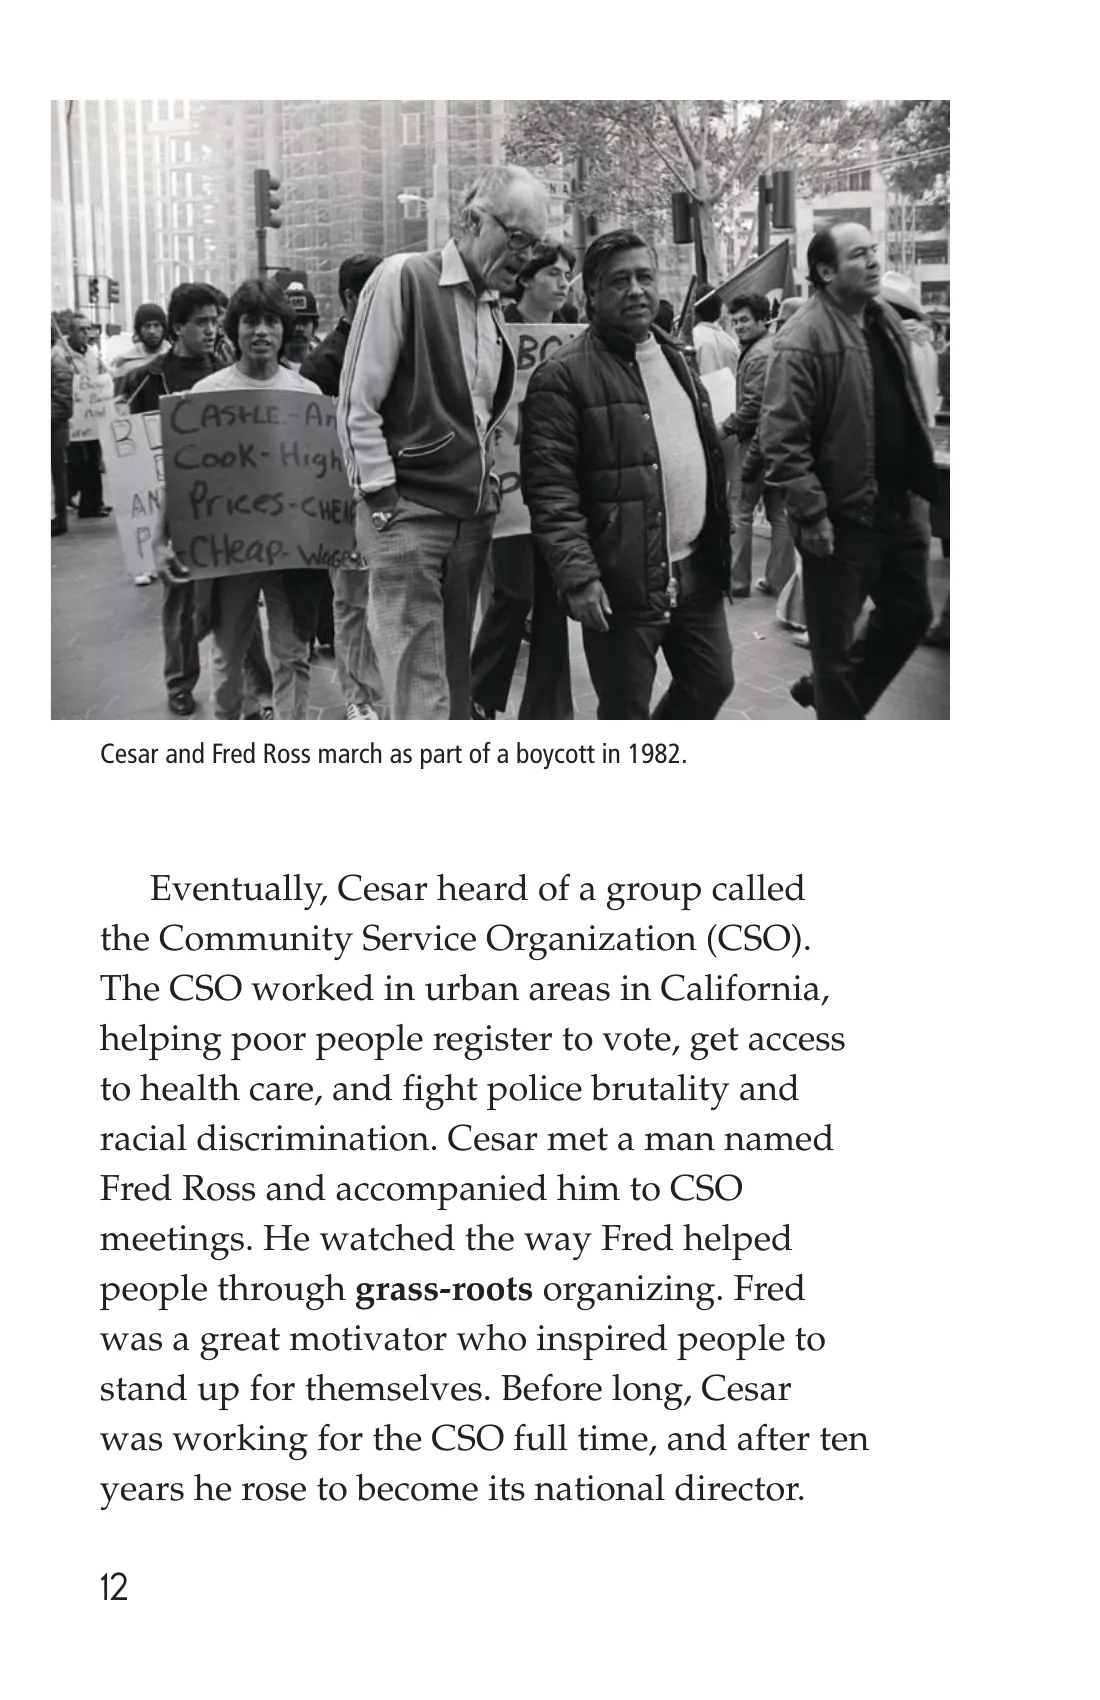 CASTLE-An
Cook-High
Prices-CHEAP
-CHeap-Wage
Cesar and Fred Ross march as part of a boycott in 1982.
Eventually, Cesar heard of a group called
the Community Service Organization (CSO).
The CSO worked in urban areas in California,
helping poor people register to vote, get access
to health care, and fight police brutality and
racial discrimination. Cesar met a man named
Fred Ross and accompanied him to CSO
meetings. He watched the way Fred helped
people through grass-roots organizing. Fred
was a great motivator who inspired people to
stand up for themselves. Before long, Cesar
was working for the CSO full time, and after ten
years he rose to become its national director.
12